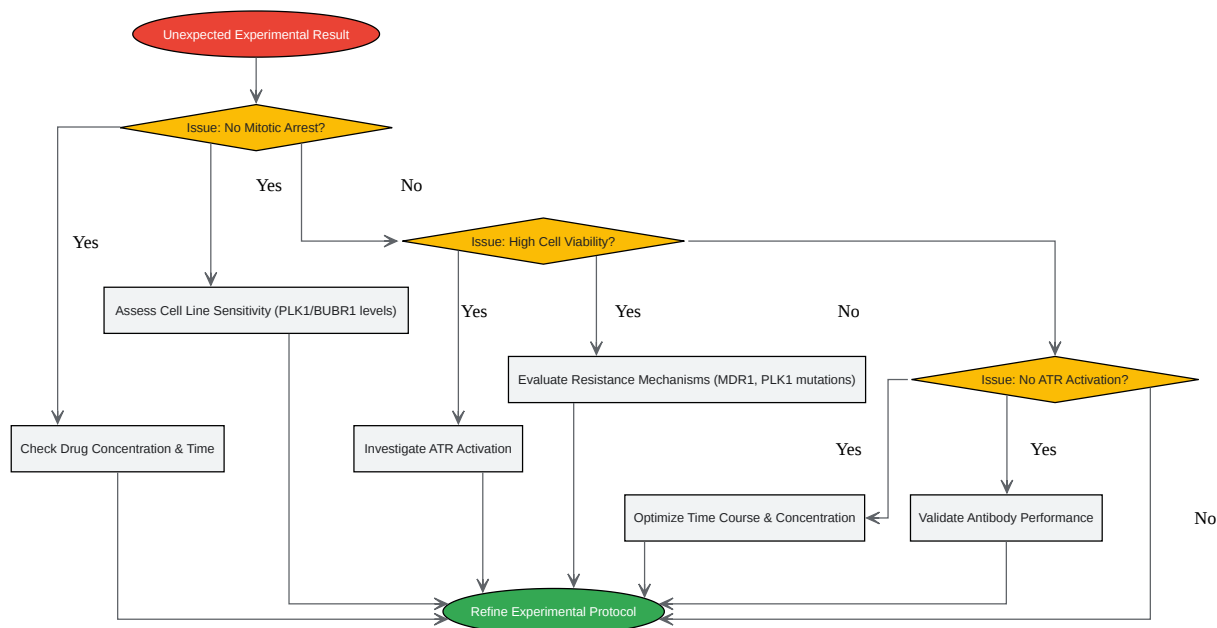 Unexpected Experimental Result
Issue: No Mitotic Arrest?
Yes
No
Yes
Issue: High Cell Viability?
Assess Cell Line Sensitivity (PLK1/BUBR1 levels)
Yes
Yes
No
Evaluate Resistance Mechanisms (MDR1, PLK1 mutations)
Issue: No ATR Activation?
Check Drug Concentration & Time
Investigate ATR Activation
Yes
Yes
Optimize Time Course & Concentration
Validate Antibody Performance
No
Refine Experimental Protocol